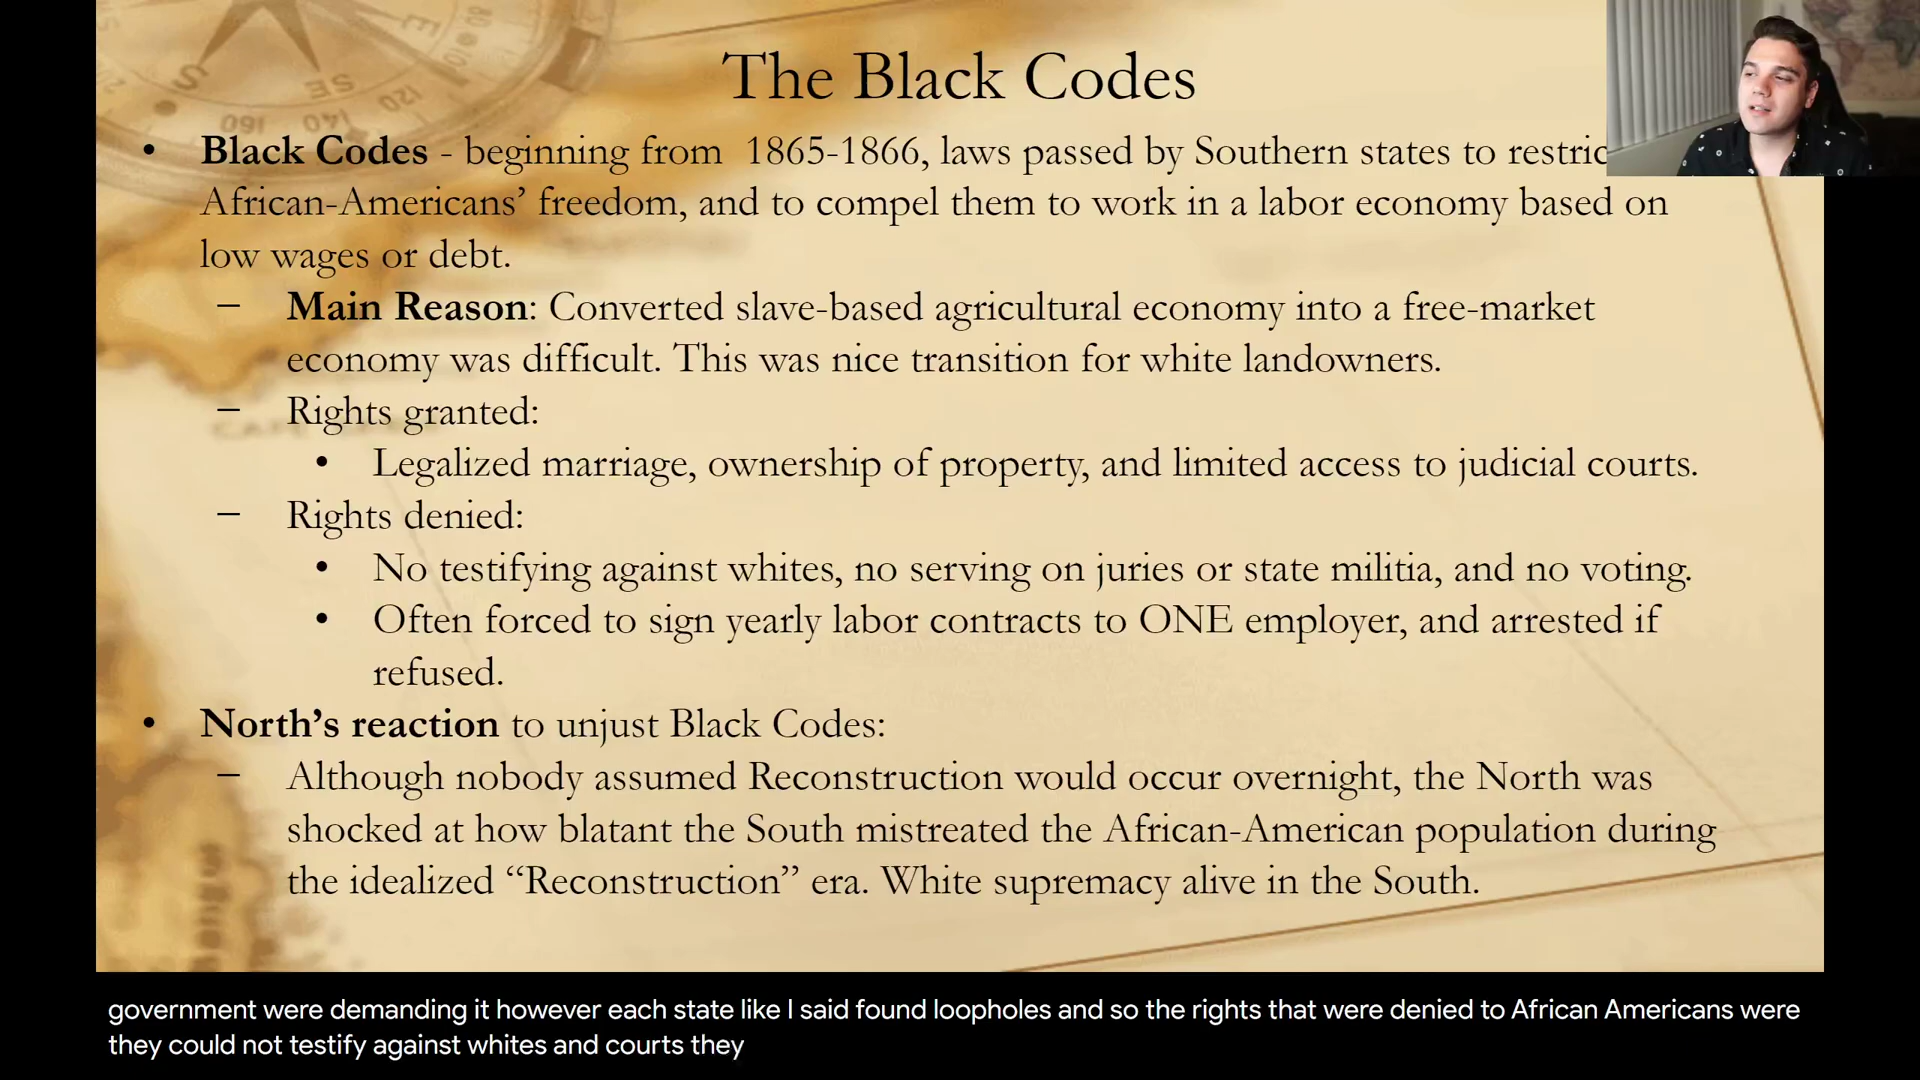 The Black Codes
• Black Codes - beginning from 1865-1866, laws passed by Southern states to restric
African-Americans’ freedom, and to compel them to work in a labor economy based on
low wages or debt.
– Main Reason: Converted slave-based agricultural economy into a free-market
economy was difficult. This was nice transition for white landowners.
– Rights granted:
• Legalized marriage, ownership of property, and limited access to judicial courts.
– Rights denied:
• No testifying against whites, no serving on juries or state militia, and no voting.
• Often forced to sign yearly labor contracts to ONE employer, and arrested if
refused.
• North’s reaction to unjust Black Codes:
– Although nobody assumed Reconstruction would occur overnight, the North was
shocked at how blatant the South mistreated the African-American population during
the idealized “Reconstruction” era. White supremacy alive in the South.
S
SE
160
140
120
80
government were demanding it however each state like I said found loopholes and so the rights that were denied to African Americans were
they could not testify against whites and courts they